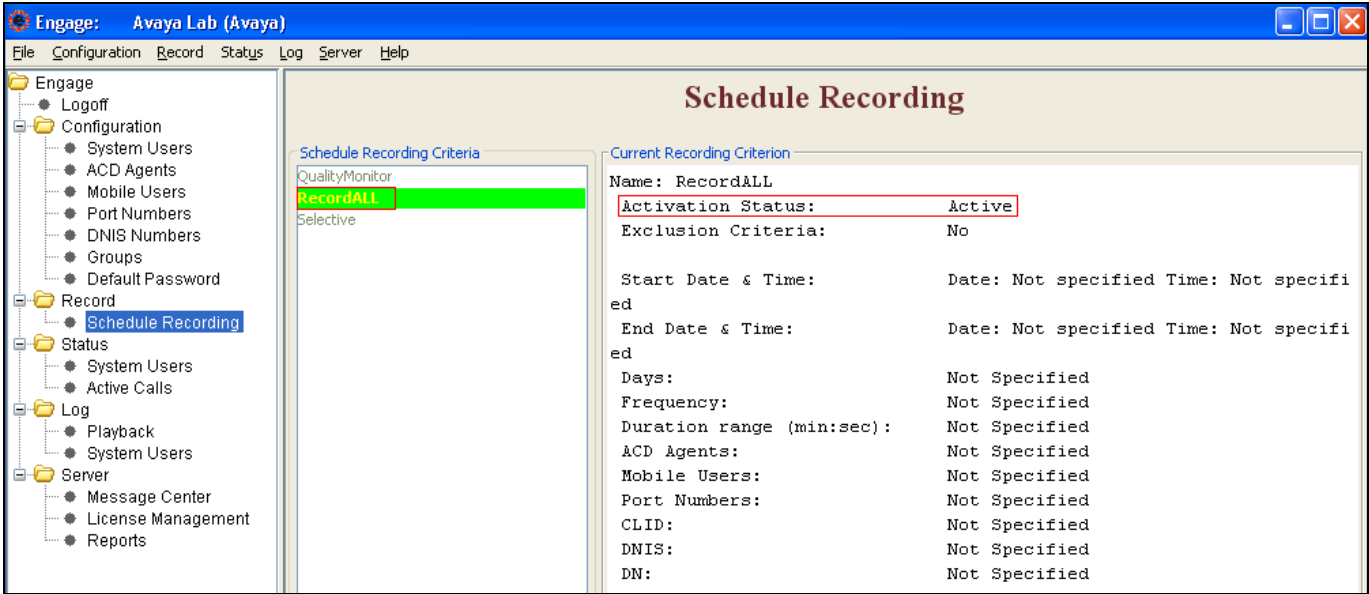 Engage: Avaya Lab (Avaya)
File Configuration Record Status Log Server Help
Engage
Logoff
Configuration
System Users
ACD Agents
Mobile Users
Port Numbers
DNIS Numbers
Groups
Default Password
Record
Schedule Recording
Status
System Users
Active Calls
Log
Playback
System Users
Server
Message Center
License Management
Reports
Schedule Recording
Schedule Recording Criteria
QualityMonitor
RecordALL
Selective
Current Recording Criterion
Name: RecordALL
Activation Status: Active
Exclusion Criteria: No
Start Date & Time: Date: Not specified Time: Not specifi
ed
End Date & Time: Date: Not specified Time: Not specifi
ed
Days: Not Specified
Frequency: Not Specified
Duration range (min:sec): Not Specified
ACD Agents: Not Specified
Mobile Users: Not Specified
Port Numbers: Not Specified
CLID: Not Specified
DNIS: Not Specified
DN: Not Specified